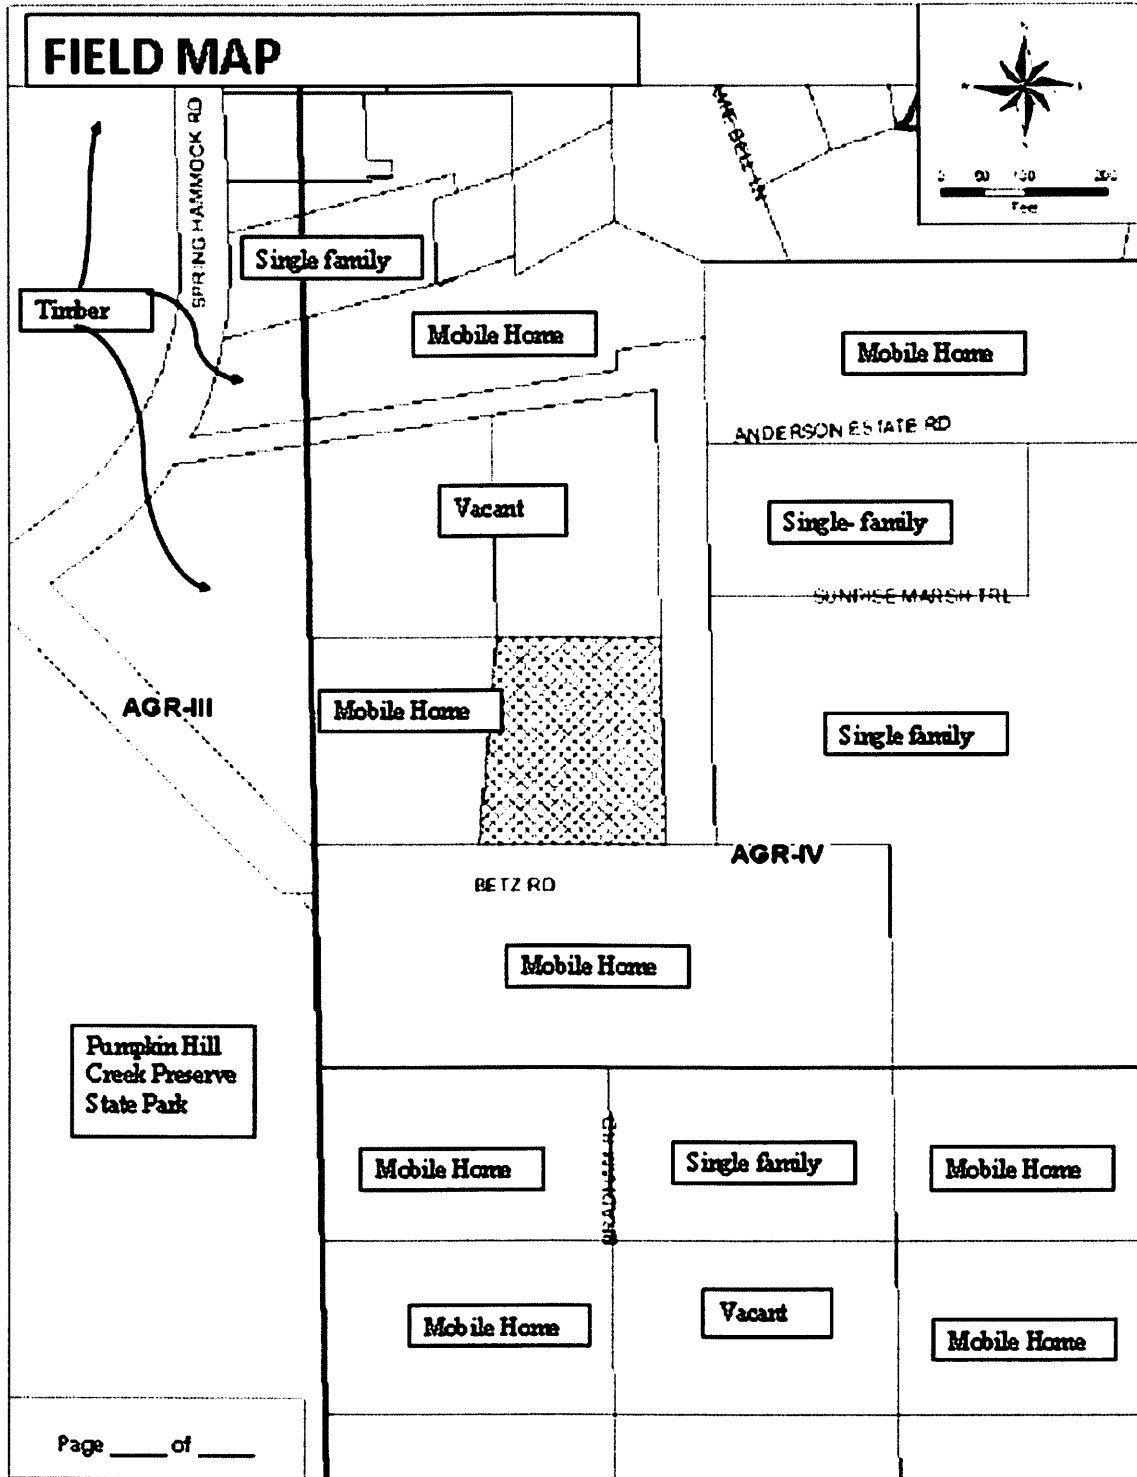 FIELD MAP
Feet
SPRING HAMMOCK RD
Single family
Timber
Mobile Home
Mobile Home
ANDERSON ESTATE RD
Vacant
Single- family
SUNRISE MARSH TRL
AGR-III
Mobile Home
Single family
AGR-IV
BETZ RD
Mobile Home
Pumpkin Hill
Creek Preserve
State Park
Mobile Home
Single family
Mobile Home
Mobile Home
Vacant
Mobile Home
Page ____ of ____